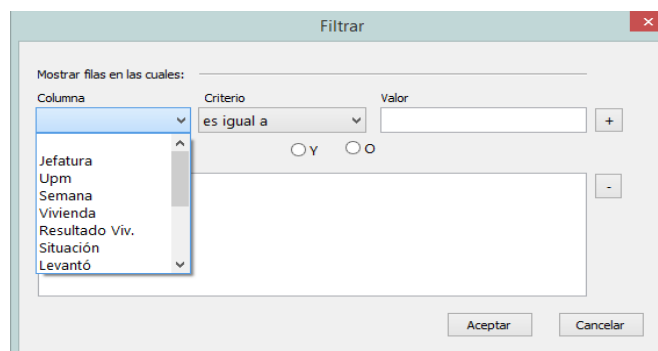 Filtrar
Mostrar filas en las cuales:
Columna Criterio Valor
es igual a +
Y O
Jefatura
Upm -
Semana
Vivienda
Resultado Viv.
Situación
Levantó
Aceptar Cancelar